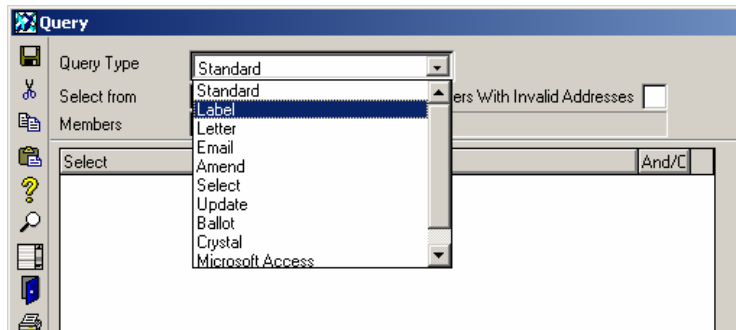 Query
Query Type
Standard
Select from
Standard
ers With Invalid Addresses
Label
Members
Letter
Email
Amend
Select
And/C
Select
Update
Ballot
Crystal
Microsoft Access